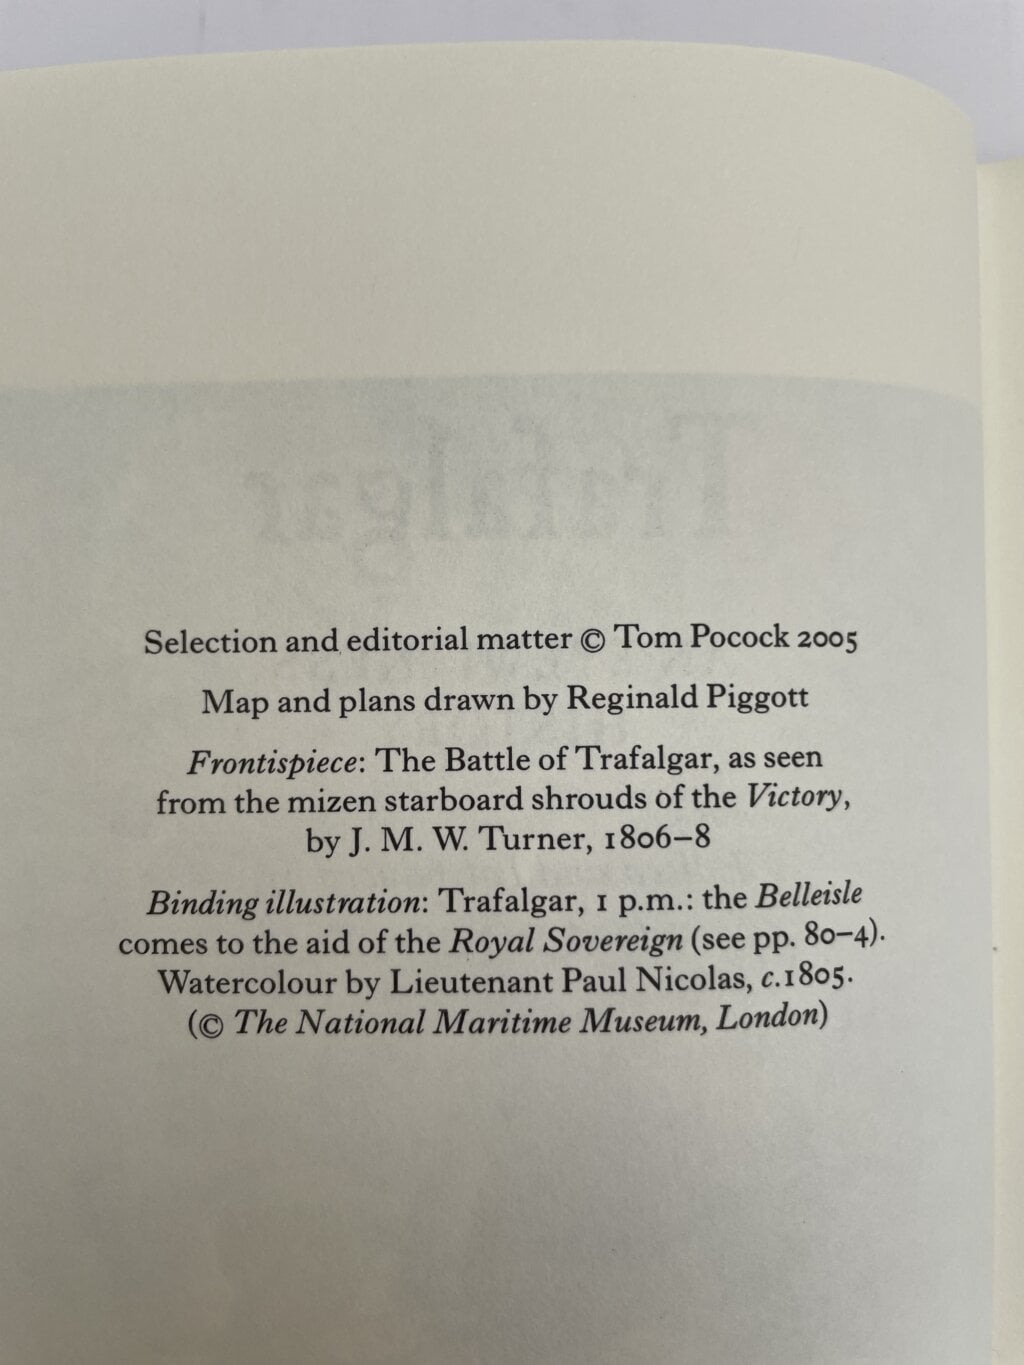 Trafalgar
Selection and editorial matter © Tom Pocock 2005
Map and plans drawn by Reginald Piggott
Frontispiece: The Battle of Trafalgar, as seen
from the mizen starboard shrouds of the Victory,
by J. M. W. Turner, 1806–8
Binding illustration: Trafalgar, 1 p.m.: the Belleisle
comes to the aid of the Royal Sovereign (see pp. 80–4).
Watercolour by Lieutenant Paul Nicolas, c.1805.
(© The National Maritime Museum, London)